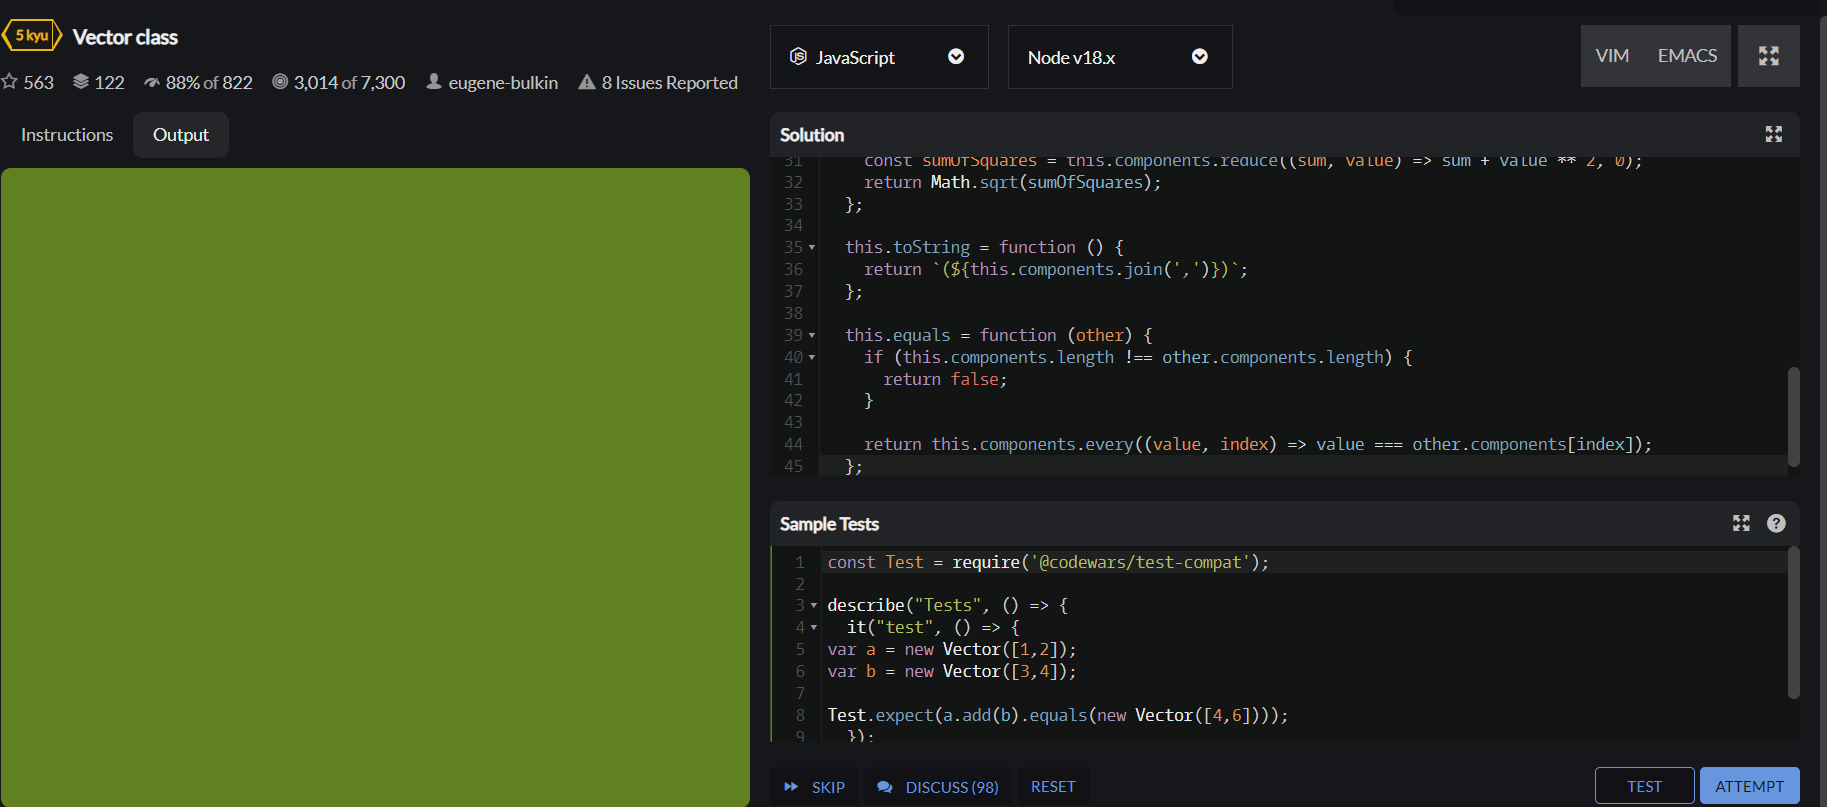 5 kyu Vector class
563 122 88% of 822 3,014 of 7,300 eugene-bulkin 8 Issues Reported
Instructions Output
JavaScript Node v18.x VIM EMACS
Solution
31 const sumOfSquares = this.components.reduce((sum, value) => sum + value ** 2, 0);
32 return Math.sqrt(sumOfSquares);
33 };
34
35 this.toString = function () {
36 return `(${this.components.join(',')})`;
37 };
38
39 this.equals = function (other) {
40 if (this.components.length !== other.components.length) {
41 return false;
42 }
43
44 return this.components.every((value, index) => value === other.components[index]);
45 };
Sample Tests
1 const Test = require('@codewars/test-compat');
2
3 describe("Tests", () => {
4 it("test", () => {
5 var a = new Vector([1,2]);
6 var b = new Vector([3,4]);
7
8 Test.expect(a.add(b).equals(new Vector([4,6])));
9 });
SKIP DISCUSS (98) RESET TEST ATTEMPT